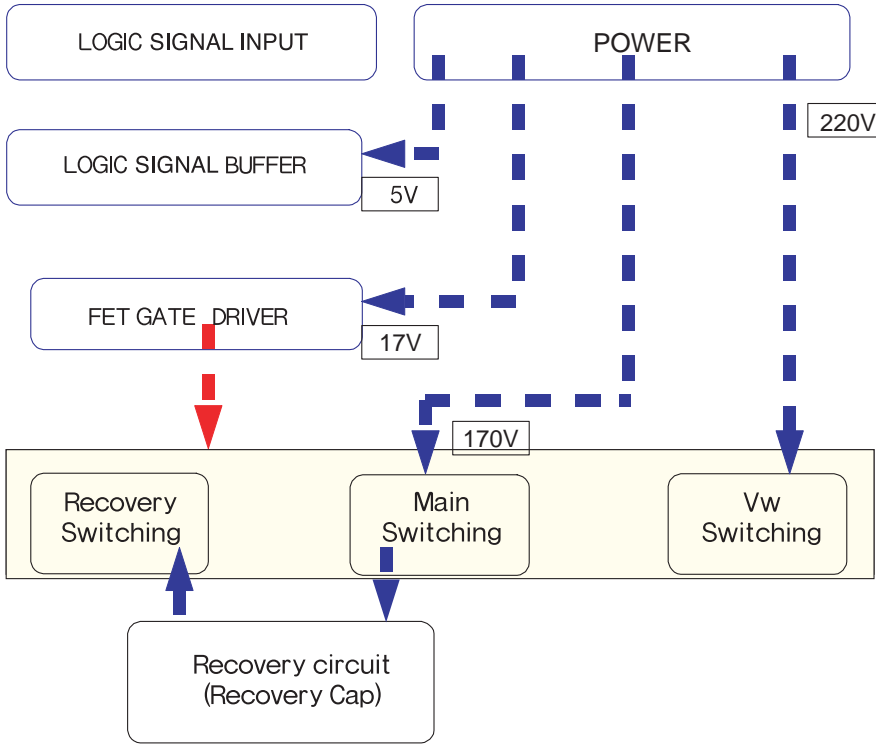 LOGIC SIGNAL INPUT
POWER
220V
LOGIC SIGNAL BUFFER
5V
FET GATE DRIVER
17V
170V
Recovery
Switching
Main
Switching
Vw
Switching
Recovery circuit
(Recovery Cap)